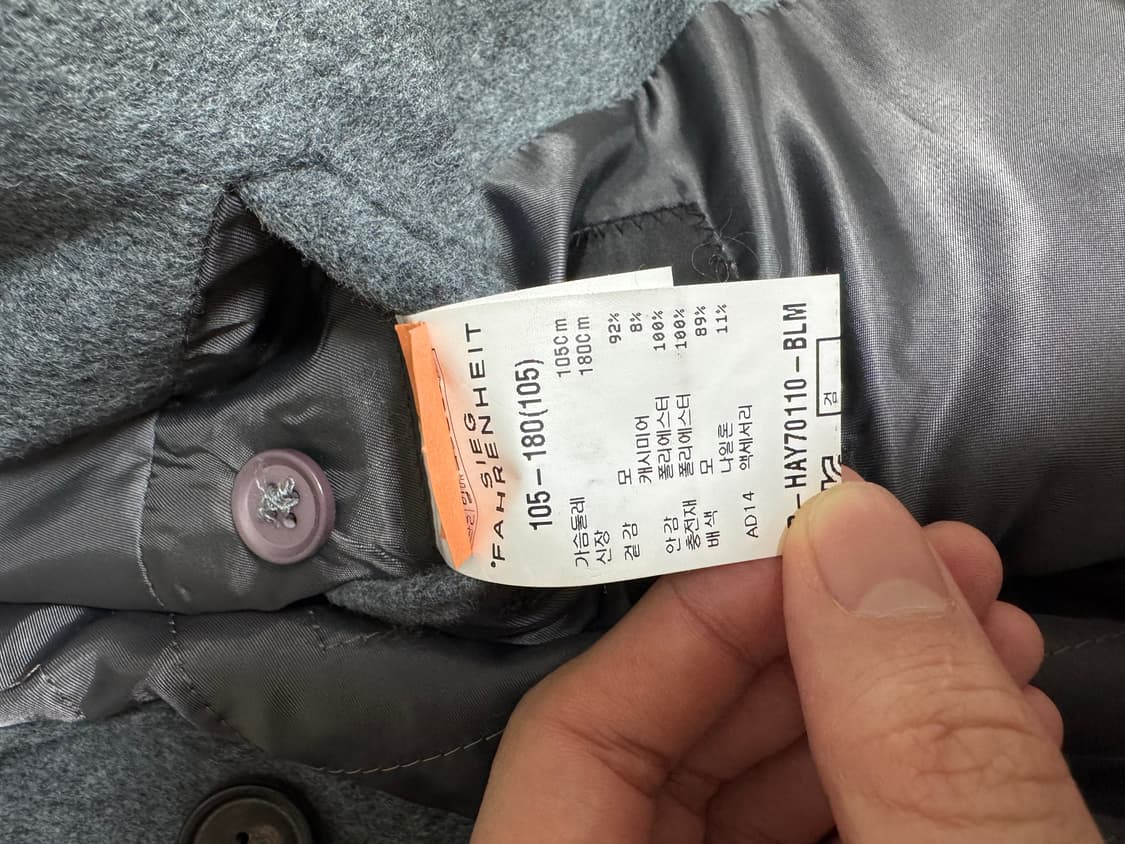 SIEG
FAHRENHEIT
105-180(105)
가슴둘레 105Cm
신장 180Cm
겉감 모 92%
캐시미어 8%
안감 폴리에스터 100%
충전재 폴리에스터 100%
배색 모 89%
나일론 11%
AD14 액세서리
-HAY70110-BLM
검